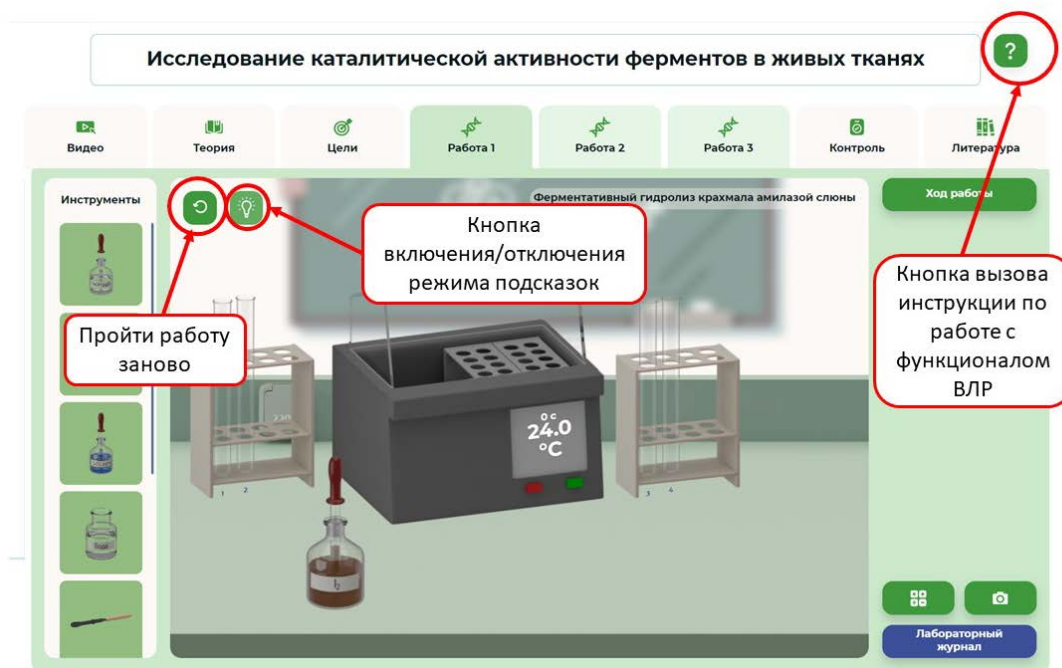 Исследование каталитической активности ферментов в живых тканях
?
Видео
Теория
Цели
Работа 1
Работа 2
Работа 3
Контроль
Литература
Инструменты
Ферментативный гидролиз крахмала амилазой слюны
Ход работы
Кнопка
включения/отключения
режима подсказок
Пройти работу
заново
Кнопка вызова
инструкции по
работе с
функционалом
ВЛР
0 c
24.0
°C
1 2
3 4
I₂
Лабораторный
журнал